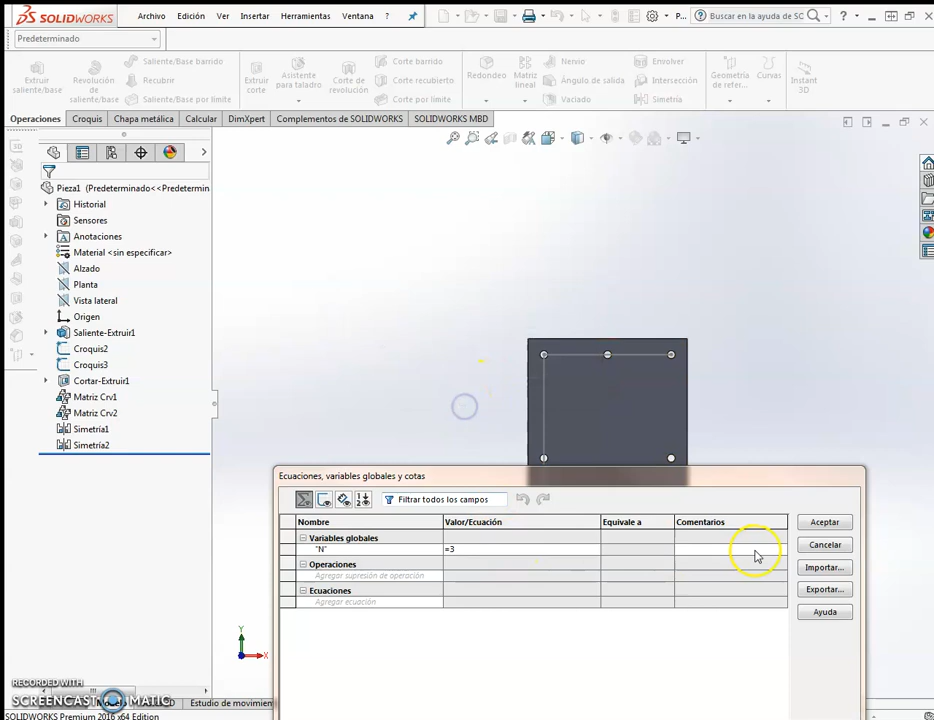 SOLIDWORKS Archivo Edición Ver Insertar Herramientas Ventana ? P... Buscar en la ayuda de SC ?
Predeterminado
Extruir saliente/base
Revolución de saliente/base
Saliente/Base barrido
Recubrir
Saliente/Base por límite
Extruir corte
Asistente para taladro
Corte de revolución
Corte barrido
Corte recubierto
Corte por límite
Redondeo
Matriz lineal
Nervio
Ángulo de salida
Vaciado
Envolver
Intersección
Simetría
Geometría de refer...
Curvas
Instant 3D
Operaciones Croquis Chapa metálica Calcular DimXpert Complementos de SOLIDWORKS SOLIDWORKS MBD
Pieza1 (Predeterminado<<Predetermin
Historial
Sensores
Anotaciones
Material <sin especificar>
Alzado
Planta
Vista lateral
Origen
Saliente-Extruir1
Croquis2
Croquis3
Cortar-Extruir1
Matriz Crv1
Matriz Crv2
Simetría1
Simetría2
Ecuaciones, variables globales y cotas
Filtrar todos los campos
Nombre Valor/Ecuación Equivale a Comentarios
Variables globales
"N" =3
Operaciones
Agregar supresión de operación
Ecuaciones
Agregar ecuación
Aceptar
Cancelar
Importar...
Exportar...
Ayuda
Y
X
RECORDED WITH
SCREENCAST MATIC
Estudio de movimien
SOLIDWORKS Premium 2016 x64 Edition